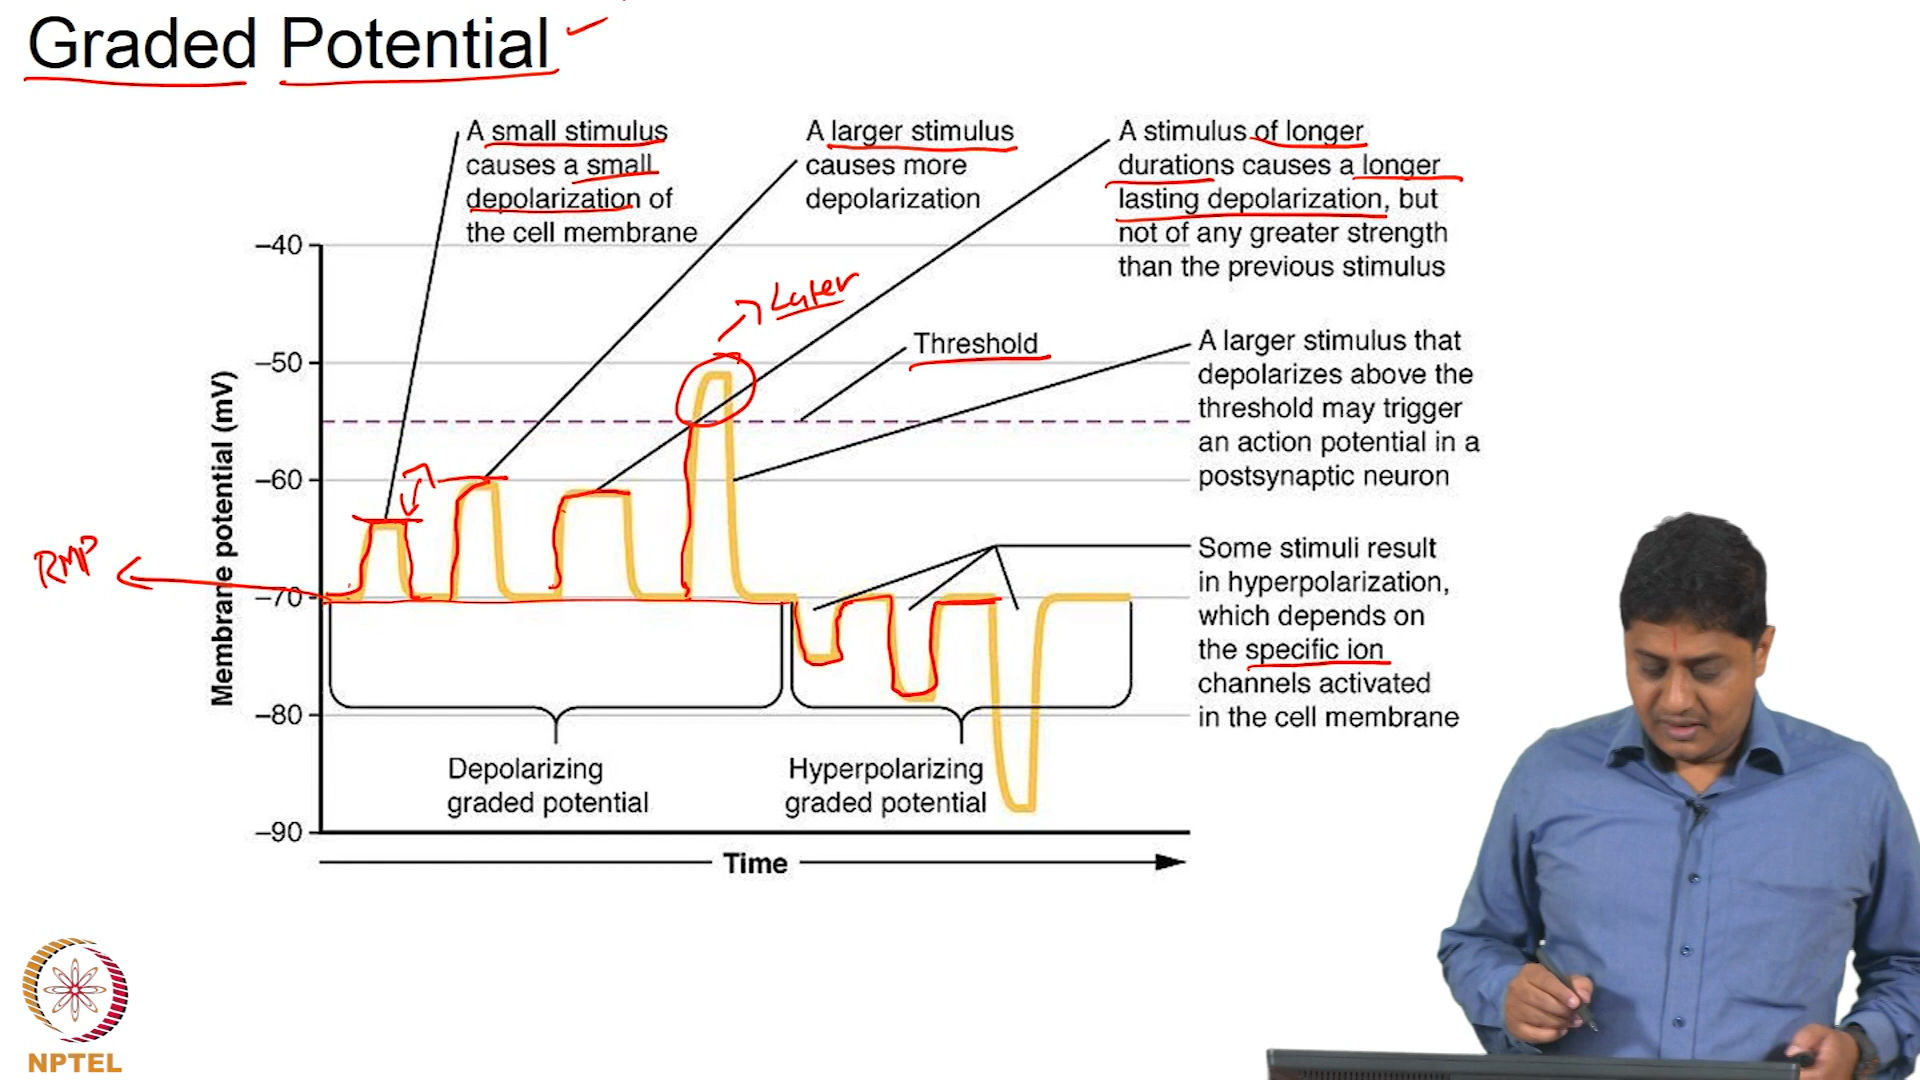 Graded Potential
A small stimulus
causes a small
depolarization of
the cell membrane
A larger stimulus
causes more
depolarization
A stimulus of longer
durations causes a longer
lasting depolarization, but
not of any greater strength
than the previous stimulus
Later
Threshold
A larger stimulus that
depolarizes above the
threshold may trigger
an action potential in a
postsynaptic neuron
Some stimuli result
in hyperpolarization,
which depends on
the specific ion
channels activated
in the cell membrane
RMP
Membrane potential (mV)
–40
–50
–60
–70
–80
–90
Depolarizing
graded potential
Hyperpolarizing
graded potential
Time
NPTEL